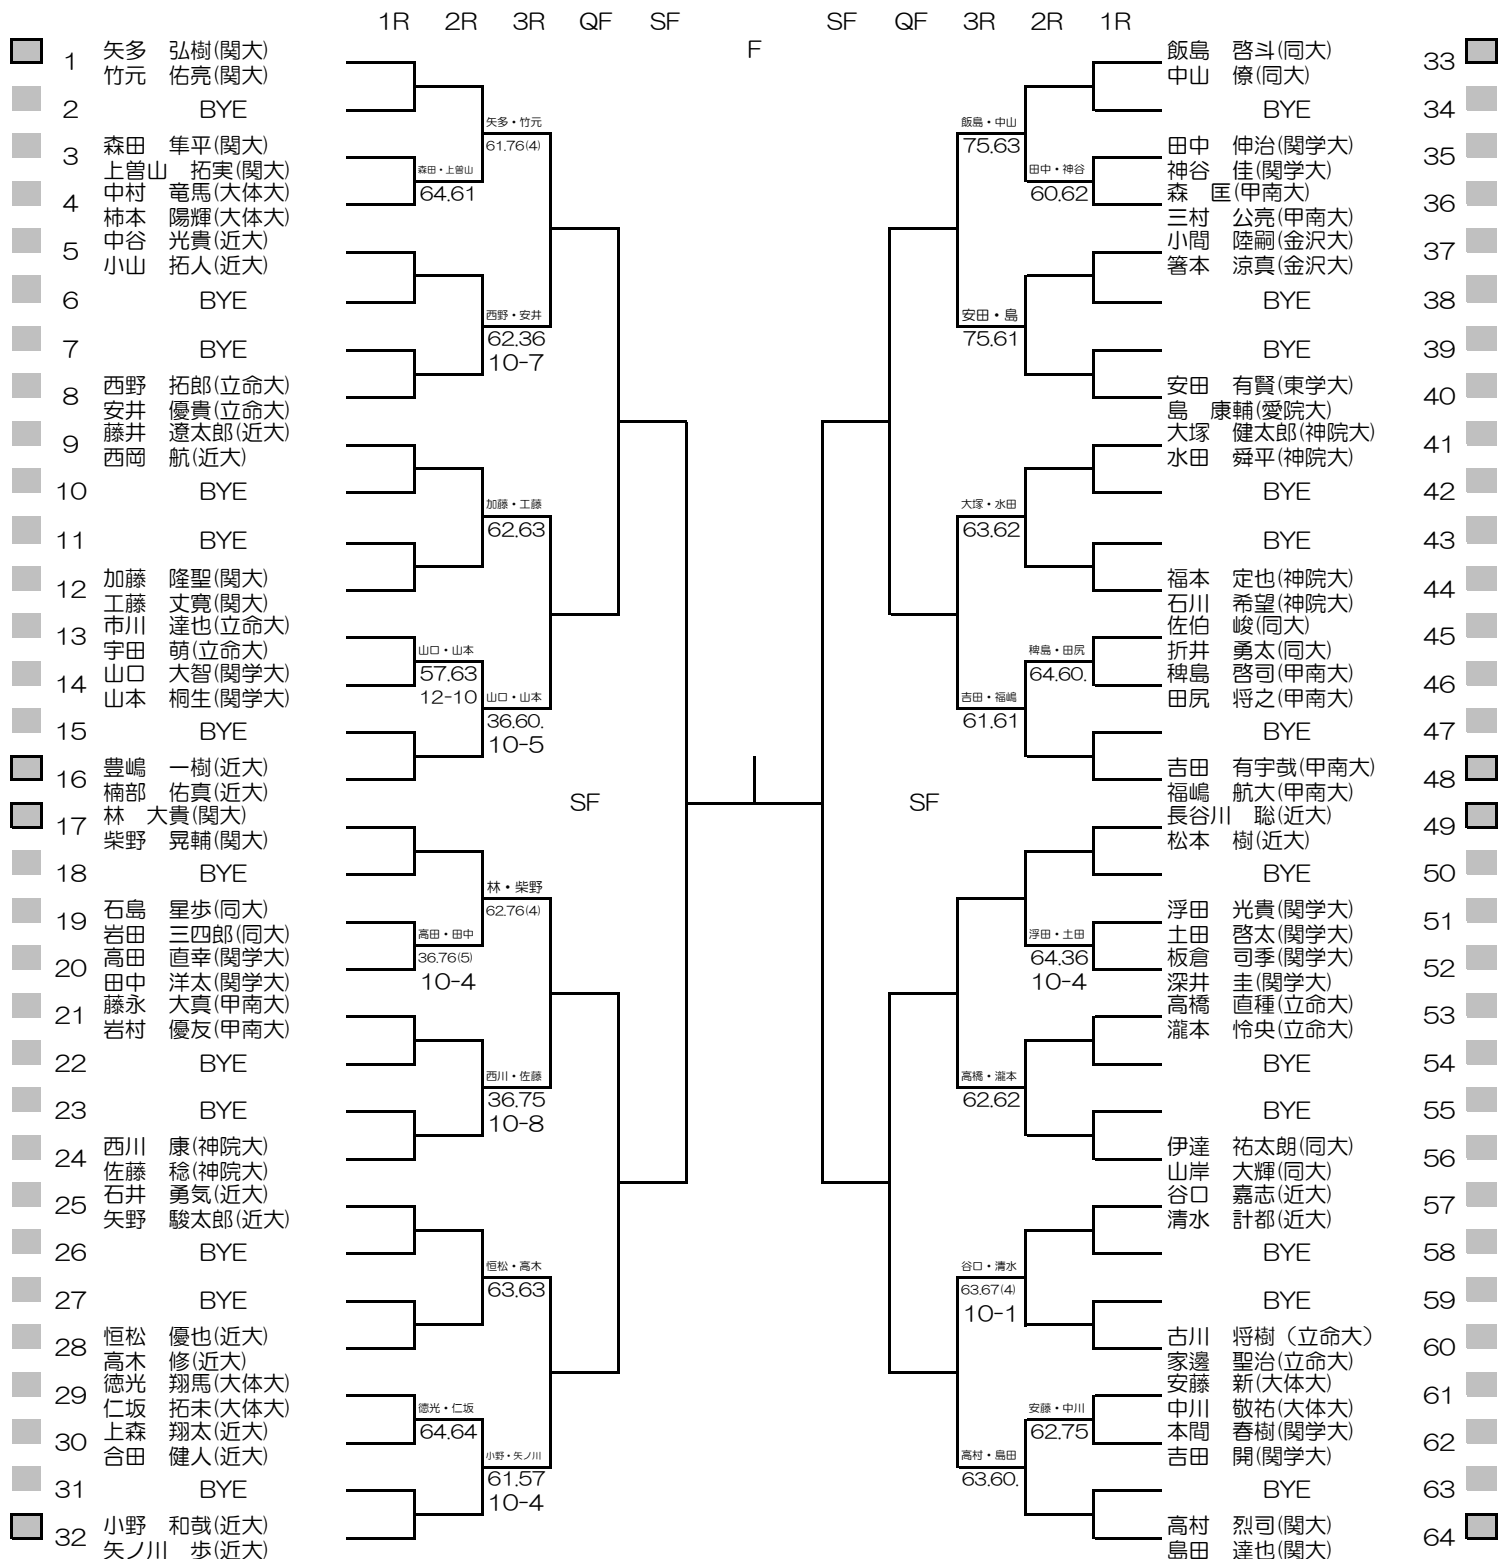 1R 2R 3R QF SF F SF QF 3R 2R 1R
1 矢多 弘樹(関大)
竹元 佑亮(関大)
2 BYE
3 森田 隼平(関大)
上曽山 拓実(関大)
4 中村 竜馬(大体大)
柿本 陽輝(大体大)
5 中谷 光貴(近大)
小山 拓人(近大)
6 BYE
7 BYE
8 西野 拓郎(立命大)
安井 優貴(立命大)
9 藤井 遼太郎(近大)
西岡 航(近大)
10 BYE
11 BYE
12 加藤 隆聖(関大)
工藤 丈寛(関大)
13 市川 達也(立命大)
宇田 萌(立命大)
14 山口 大智(関学大)
山本 桐生(関学大)
15 BYE
16 豊嶋 一樹(近大)
楠部 佑真(近大)
17 林 大貴(関大)
柴野 晃輔(関大)
18 BYE
19 石島 星歩(同大)
岩田 三四郎(同大)
20 高田 直幸(関学大)
田中 洋太(関学大)
21 藤永 大真(甲南大)
岩村 優友(甲南大)
22 BYE
23 BYE
24 西川 康(神院大)
佐藤 稔(神院大)
25 石井 勇気(近大)
矢野 駿太郎(近大)
26 BYE
27 BYE
28 恒松 優也(近大)
高木 修(近大)
29 徳光 翔馬(大体大)
仁坂 拓未(大体大)
30 上森 翔太(近大)
合田 健人(近大)
31 BYE
32 小野 和哉(近大)
矢ノ川 歩(近大)
森田・上曽山
64.61
山口・山本
57.63
12-10
高田・田中
36.76(5)
10-4
徳光・仁坂
64.64
矢多・竹元
61.76(4)
西野・安井
62.36
10-7
加藤・工藤
62.63
山口・山本
36.60.
10-5
林・柴野
62.76(4)
西川・佐藤
36.75
10-8
恒松・高木
63.63
小野・矢ノ川
61.57
10-4
SF
SF
飯島・中山
75.63
安田・島
75.61
大塚・水田
63.62
吉田・福嶋
61.61
高橋・瀧本
62.62
谷口・清水
63.67(4)
10-1
高村・島田
63.60.
田中・神谷
60.62
稗島・田尻
64.60.
浮田・土田
64.36
10-4
安藤・中川
62.75
飯島 啓斗(同大) 33
中山 僚(同大)
BYE 34
田中 伸治(関学大) 35
神谷 佳(関学大)
森 匡(甲南大) 36
三村 公亮(甲南大)
小間 陸嗣(金沢大) 37
箸本 涼真(金沢大)
BYE 38
BYE 39
安田 有賢(東学大) 40
島 康輔(愛院大)
大塚 健太郎(神院大) 41
水田 舜平(神院大)
BYE 42
BYE 43
福本 定也(神院大) 44
石川 希望(神院大)
佐伯 峻(同大) 45
折井 勇太(同大)
稗島 啓司(甲南大) 46
田尻 将之(甲南大)
BYE 47
吉田 有宇哉(甲南大) 48
福嶋 航大(甲南大)
長谷川 聡(近大) 49
松本 樹(近大)
BYE 50
浮田 光貴(関学大) 51
土田 啓太(関学大)
板倉 司季(関学大) 52
深井 圭(関学大)
高橋 直種(立命大) 53
瀧本 怜央(立命大)
BYE 54
BYE 55
伊達 祐太朗(同大) 56
山岸 大輝(同大)
谷口 嘉志(近大) 57
清水 計都(近大)
BYE 58
BYE 59
古川 将樹（立命大） 60
家邊 聖治(立命大)
安藤 新(大体大) 61
中川 敬祐(大体大)
本間 春樹(関学大) 62
吉田 開(関学大)
BYE 63
高村 烈司(関大) 64
島田 達也(関大)